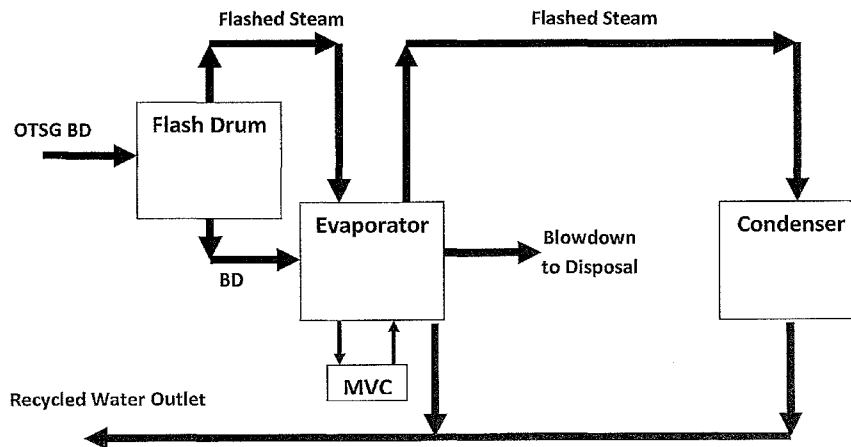 Flashed Steam
Flashed Steam
OTSG BD
Flash Drum
Evaporator
Condenser
Blowdown
to Disposal
BD
MVC
Recycled Water Outlet